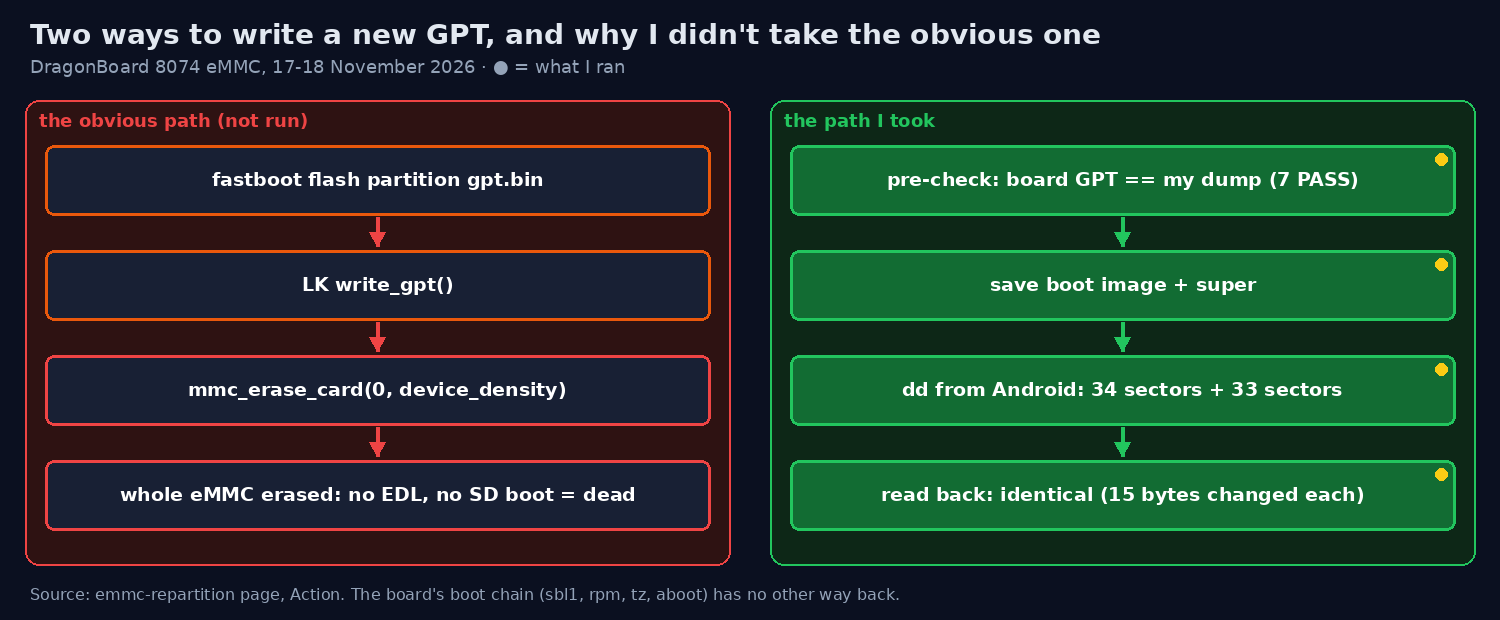 Two ways to write a new GPT, and why I didn't take the obvious one
DragonBoard 8074 eMMC, 17-18 November 2026 · ● = what I ran
the obvious path (not run)
fastboot flash partition gpt.bin
LK write_gpt()
mmc_erase_card(0, device_density)
whole eMMC erased: no EDL, no SD boot = dead
the path I took
pre-check: board GPT == my dump (7 PASS)
save boot image + super
dd from Android: 34 sectors + 33 sectors
read back: identical (15 bytes changed each)
Source: emmc-repartition page, Action. The board's boot chain (sbl1, rpm, tz, aboot) has no other way back.